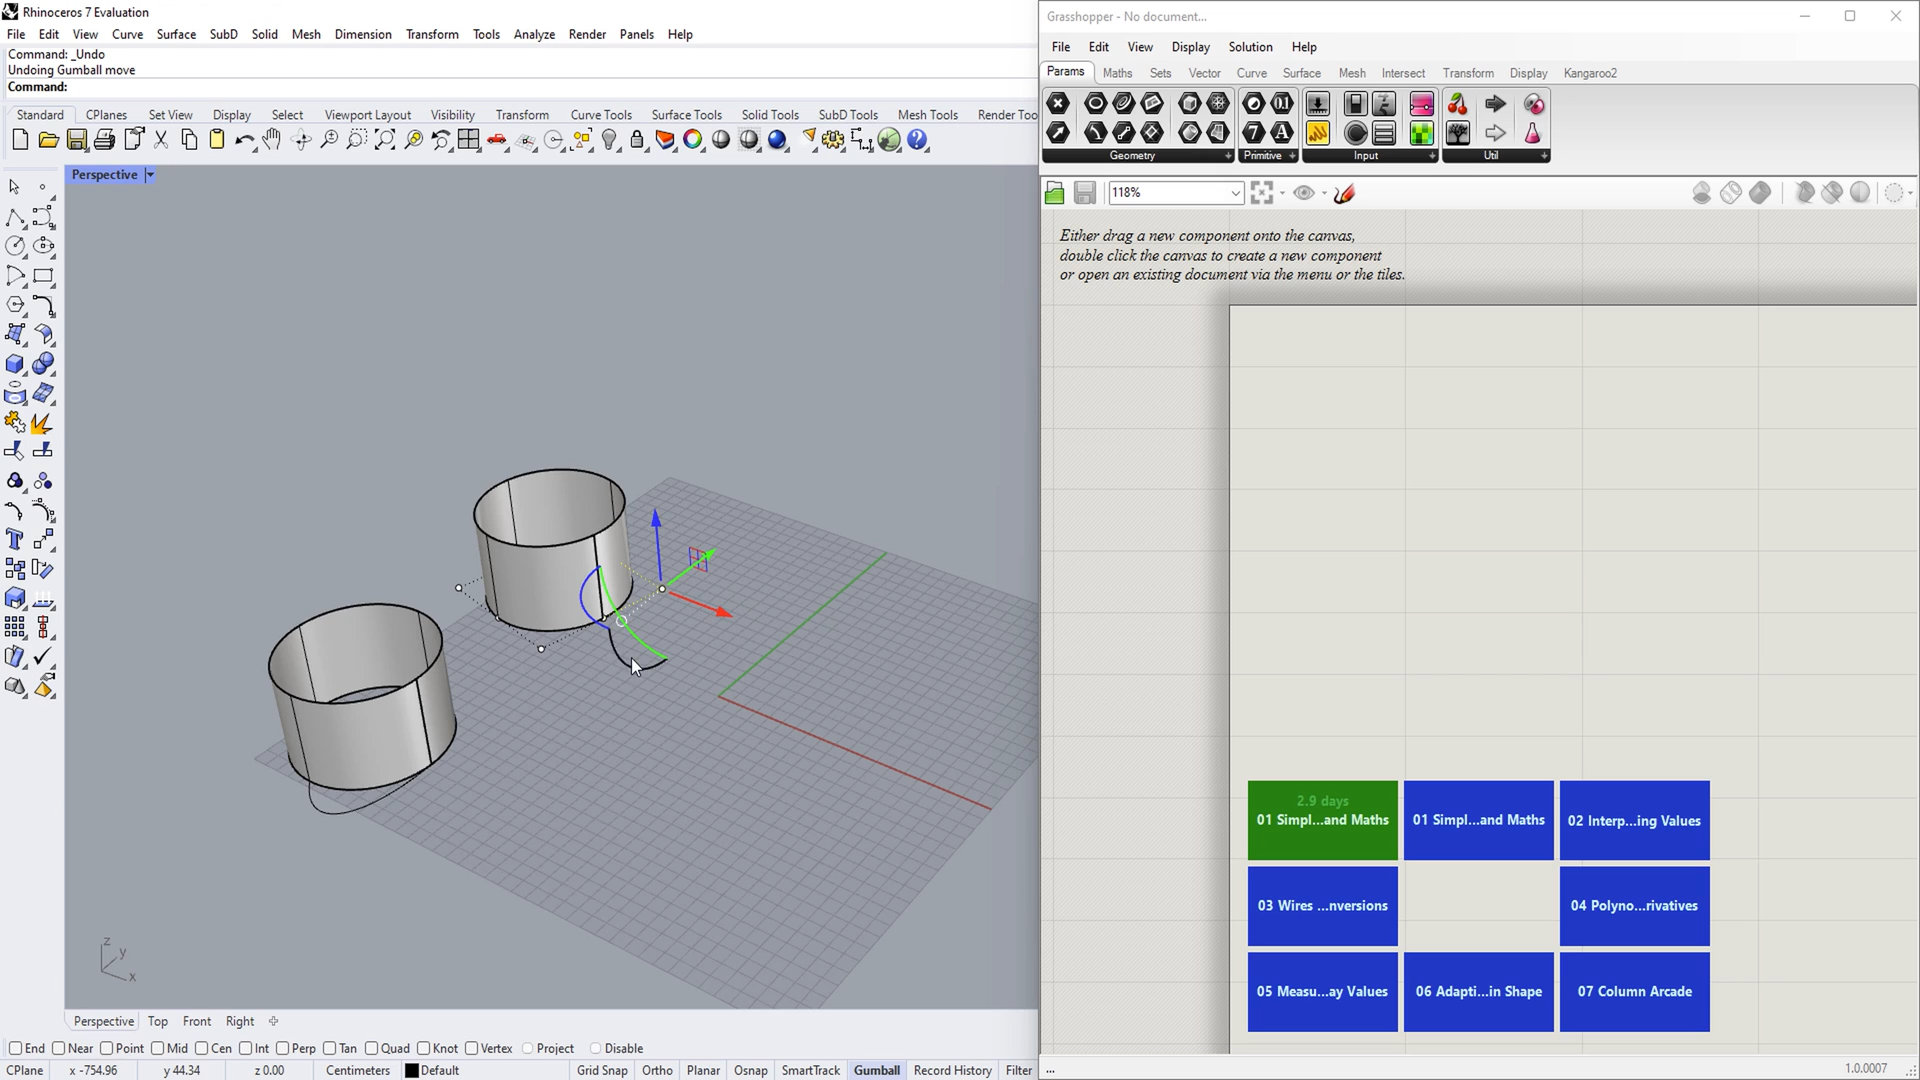 Rhinoceros 7 Evaluation
File Edit View Curve Surface SubD Solid Mesh Dimension Transform Tools Analyze Render Panels Help
Command: _Undo
Undoing Gumball move
Command:
Standard CPlanes Set View Display Select Viewport Layout Visibility Transform Curve Tools Surface Tools Solid Tools SubD Tools Mesh Tools Render Too
Perspective
z
y
x
Perspective Top Front Right
End Near Point Mid Cen Int Perp Tan Quad Knot Vertex Project Disable
CPlane x -754.96 y 44.34 z 0.00 Centimeters Default Grid Snap Ortho Planar Osnap SmartTrack Gumball Record History Filter
Grasshopper - No document...
File Edit View Display Solution Help
Params Maths Sets Vector Curve Surface Mesh Intersect Transform Display Kangaroo2
Geometry Primitive Input Util
118%
Either drag a new component onto the canvas,
double click the canvas to create a new component
or open an existing document via the menu or the tiles.
2.9 days
01 Simpl...and Maths 01 Simpl...and Maths 02 Interp...ing Values
03 Wires ...nversions 04 Polyno...rivatives
05 Measu...ay Values 06 Adapti...in Shape 07 Column Arcade
... 1.0.0007